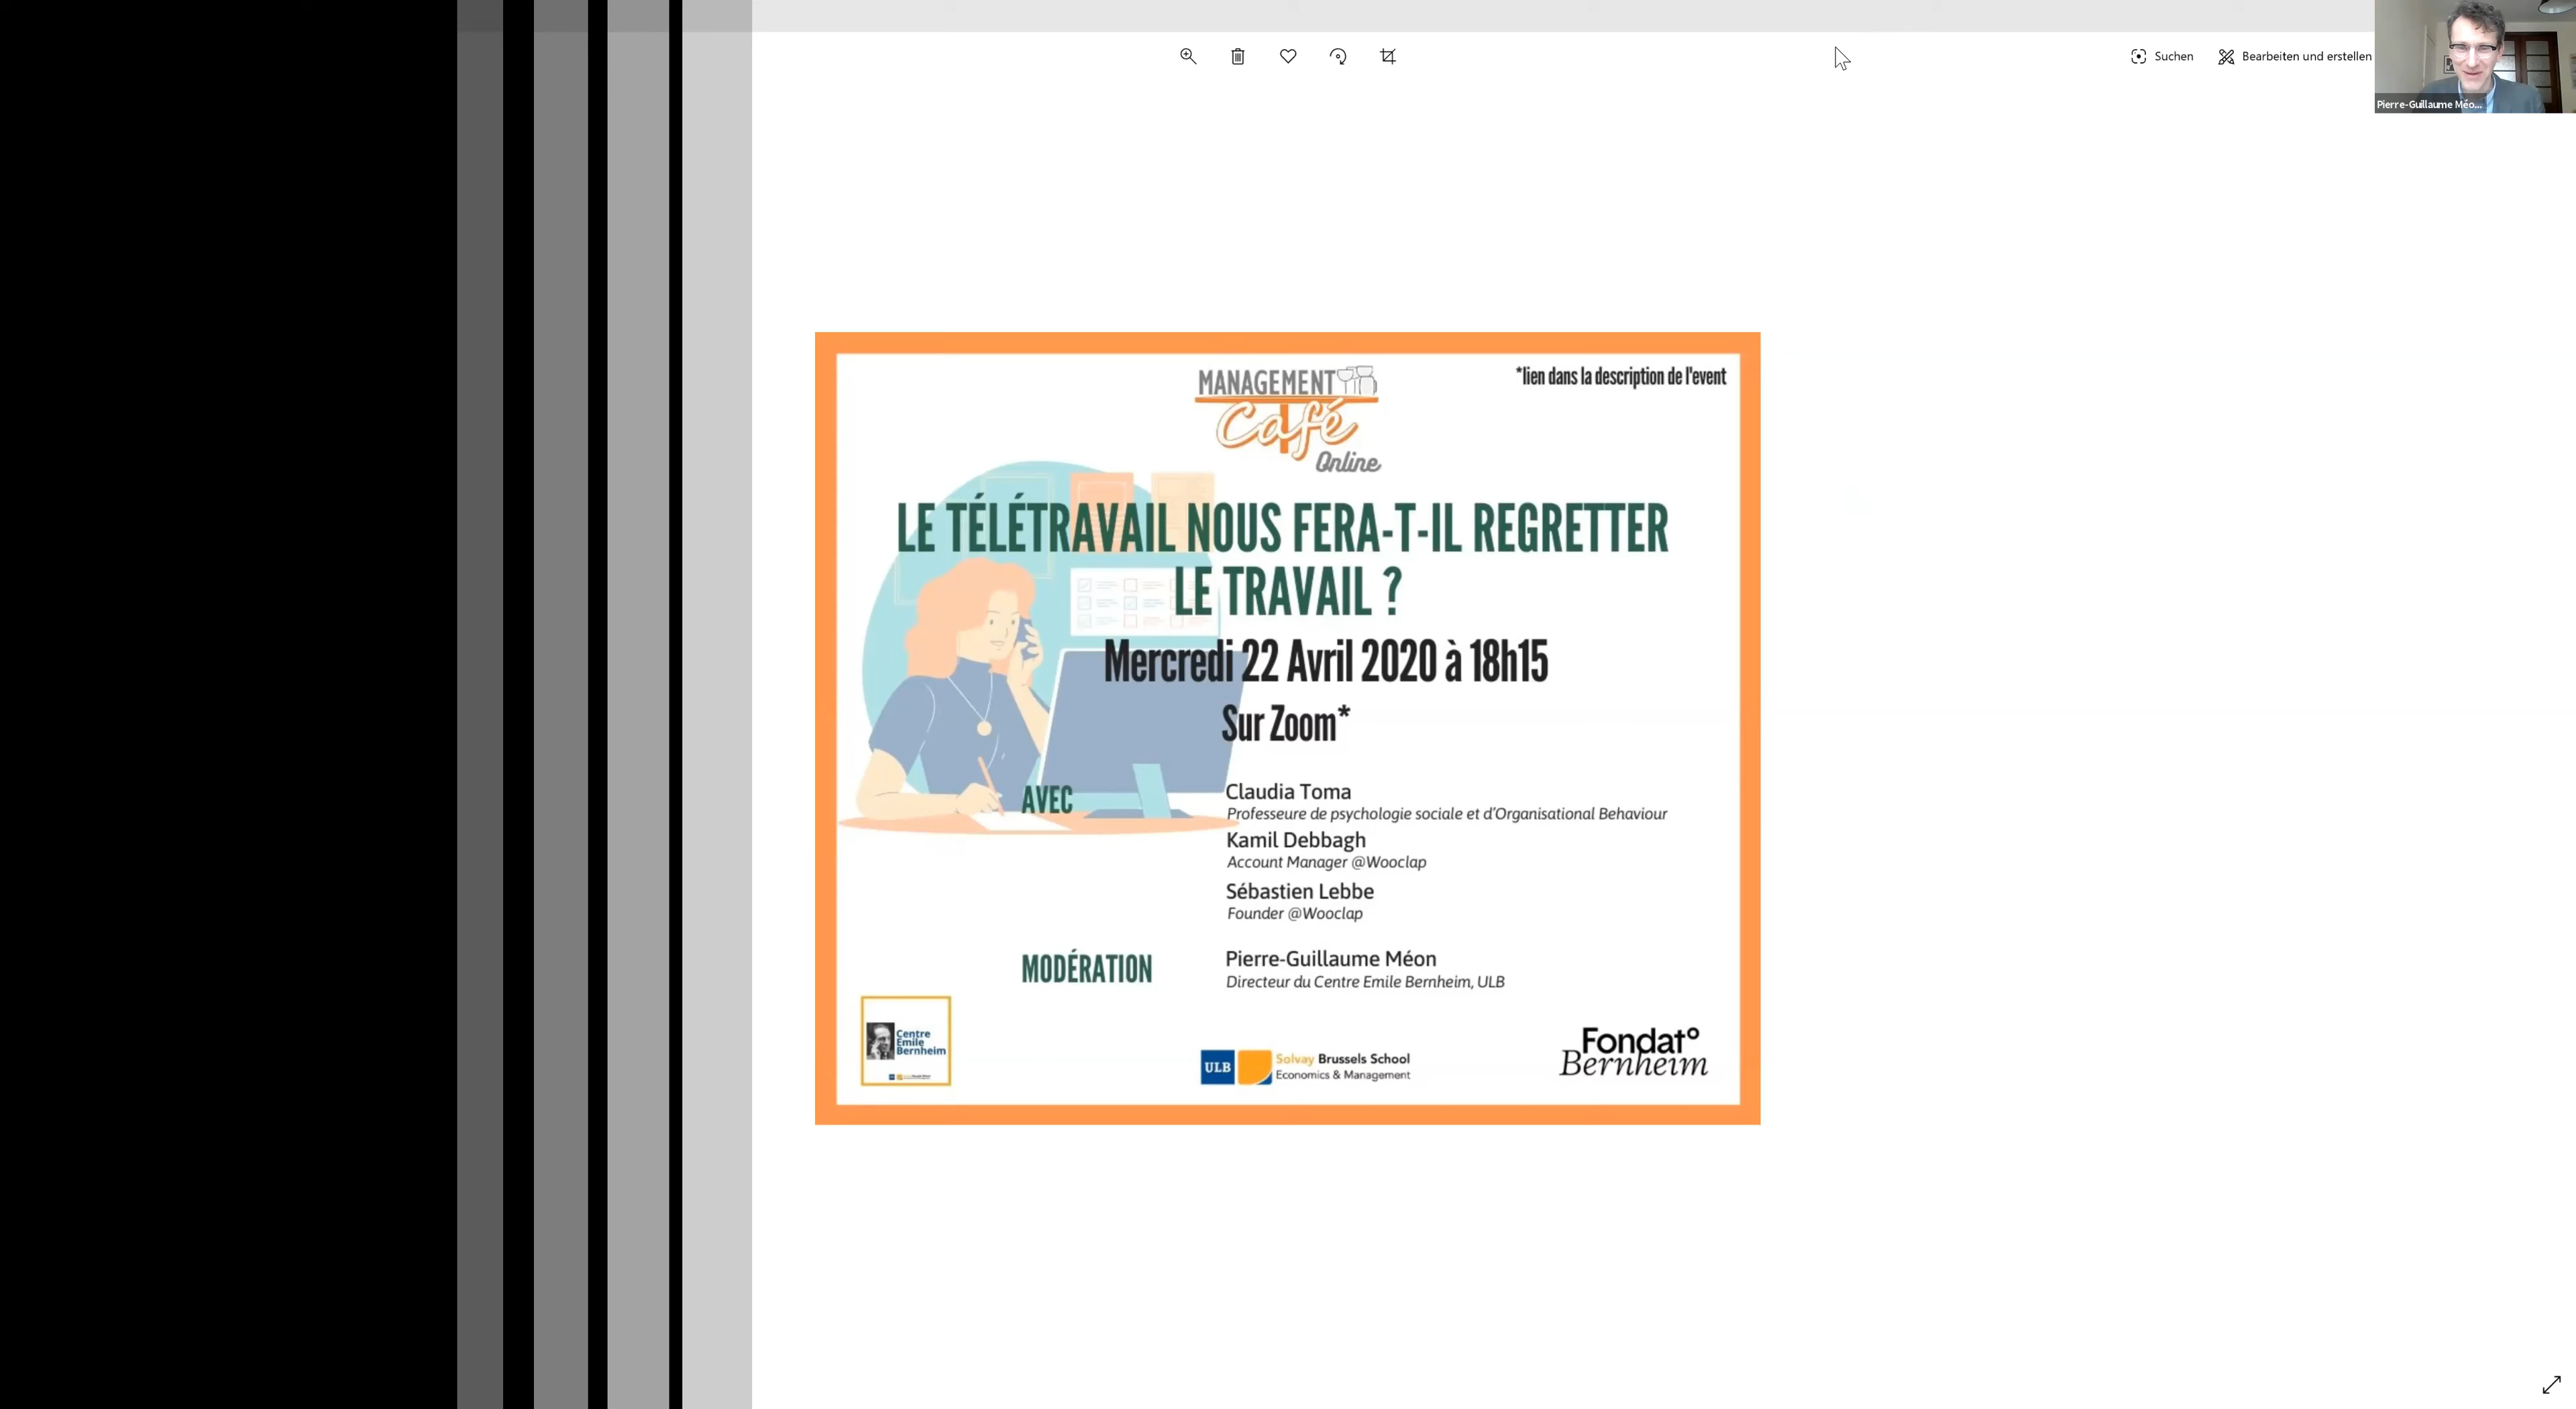 Suchen
Bearbeiten und erstellen
Pierre-Guillaume Méo...
MANAGEMENT
Café
Online
*lien dans la description de l'event
LE TÉLÉTRAVAIL NOUS FERA-T-IL REGRETTER
LE TRAVAIL ?
Mercredi 22 Avril 2020 à 18h15
Sur Zoom*
AVEC
Claudia Toma
Professeure de psychologie sociale et d'Organisational Behaviour
Kamil Debbagh
Account Manager @Wooclap
Sébastien Lebbe
Founder @Wooclap
MODÉRATION
Pierre-Guillaume Méon
Directeur du Centre Emile Bernheim, ULB
Centre
Emile
Bernheim
ULB
Solvay Brussels School
Economics & Management
Fondat°
Bernheim